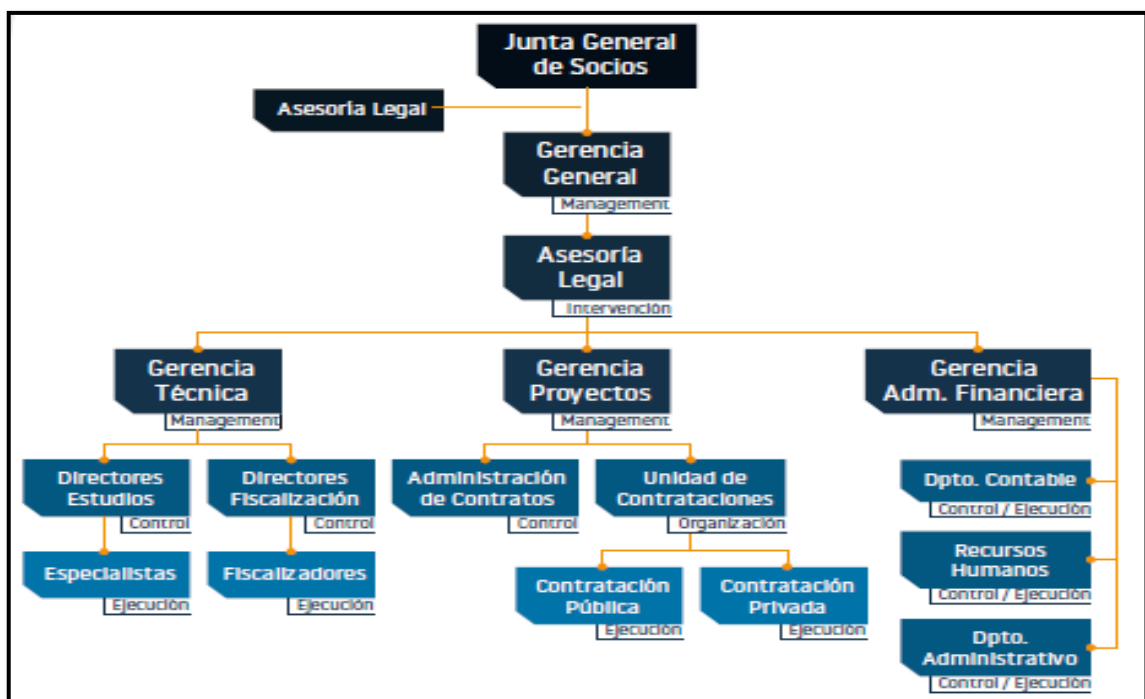 Junta General
de Socios
Asesoría Legal
Gerencia
General
Management
Asesoría
Legal
Intervención
Gerencia
Técnica
Management
Gerencia
Proyectos
Management
Gerencia
Adm. Financiera
Management
Directores
Estudios
Control
Directores
Fiscalización
Control
Administración
de Contratos
Control
Unidad de
Contrataciones
Organización
Dpto. Contable
Control / Ejecución
Especialistas
Ejecución
Fiscalizadores
Ejecución
Contratación
Pública
Ejecución
Contratación
Privada
Ejecución
Recursos
Humanos
Control / Ejecución
Dpto.
Administrativo
Control / Ejecución